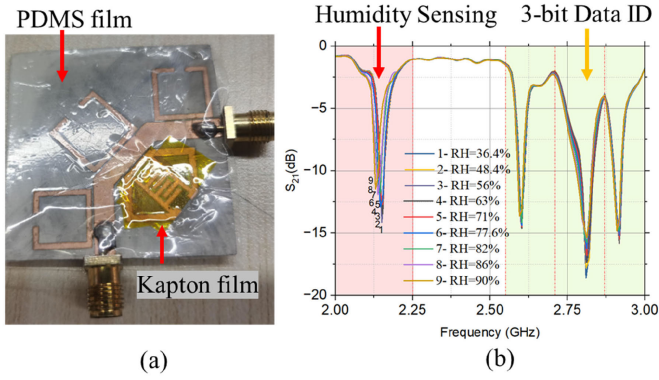 PDMS film
Kapton film
(a)
Humidity Sensing
3-bit Data ID
0
−5
−10
−15
−20
S21(dB)
9
8
7
6
5
4
3
2
1
1- RH=36.4%
2- RH=48.4%
3- RH=56%
4- RH=63%
5- RH=71%
6- RH=77.6%
7- RH=82%
8- RH=86%
9- RH=90%
2.00
2.25
2.50
2.75
3.00
Frequency (GHz)
(b)